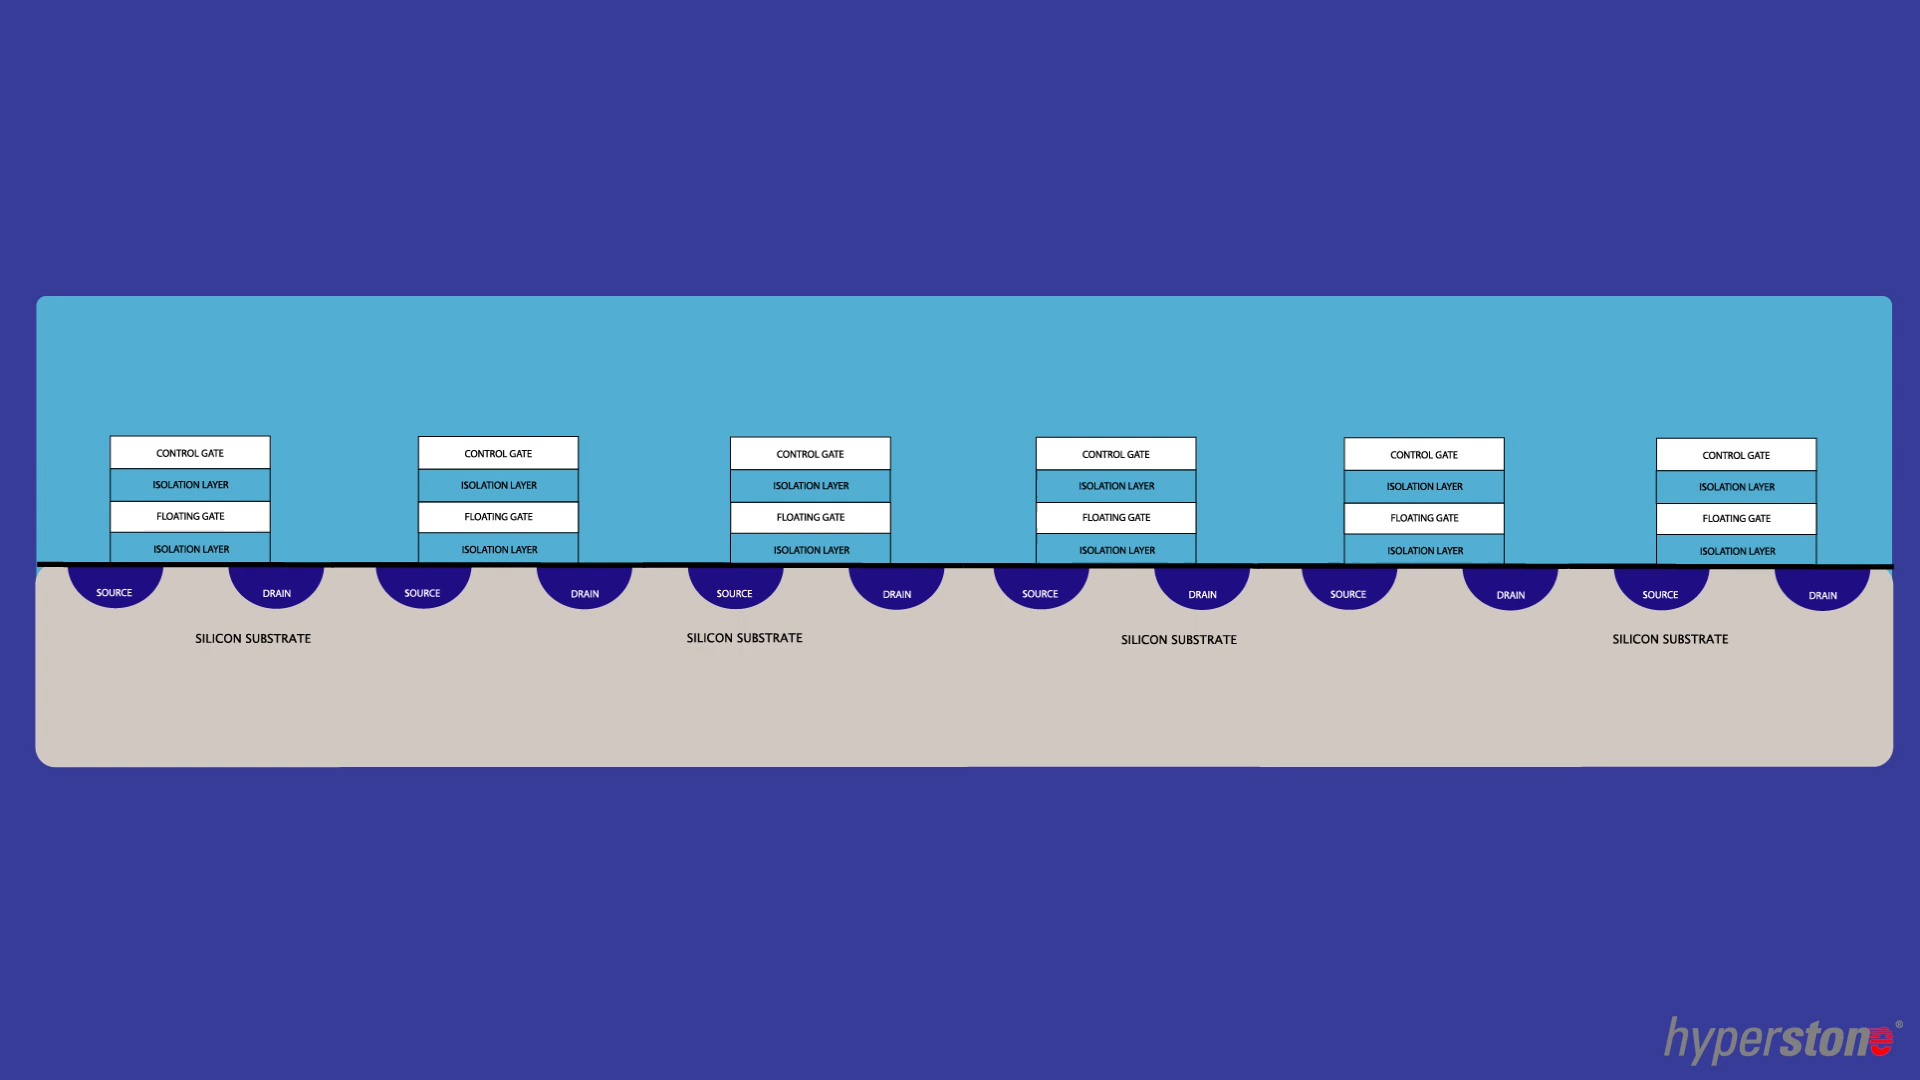 CONTROL GATE CONTROL GATE CONTROL GATE CONTROL GATE CONTROL GATE CONTROL GATE
ISOLATION LAYER ISOLATION LAYER ISOLATION LAYER ISOLATION LAYER ISOLATION LAYER ISOLATION LAYER
FLOATING GATE FLOATING GATE FLOATING GATE FLOATING GATE FLOATING GATE FLOATING GATE
ISOLATION LAYER ISOLATION LAYER ISOLATION LAYER ISOLATION LAYER ISOLATION LAYER ISOLATION LAYER
SOURCE DRAIN SOURCE DRAIN SOURCE DRAIN SOURCE DRAIN SOURCE DRAIN SOURCE DRAIN
SILICON SUBSTRATE SILICON SUBSTRATE SILICON SUBSTRATE SILICON SUBSTRATE
hyperstone®